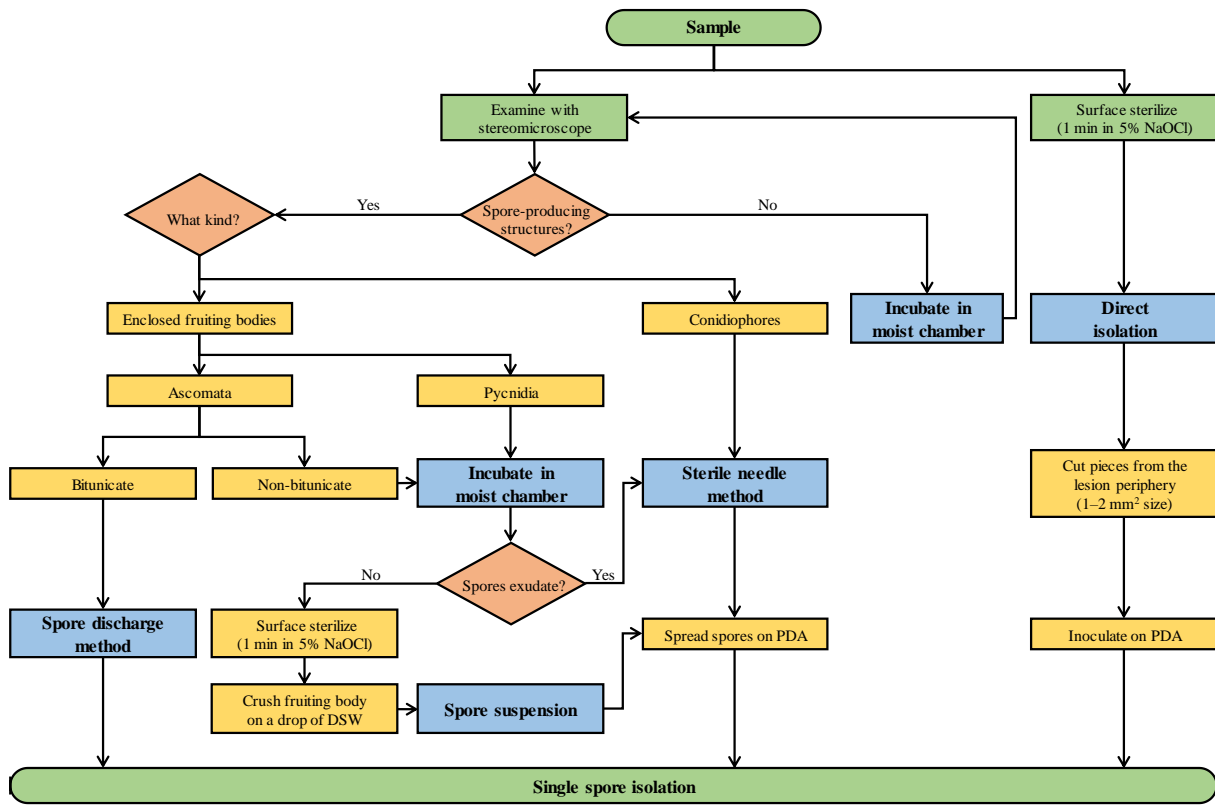 Sample
Examine with
stereomicroscope
Surface sterilize
(1 min in 5% NaOCl)
What kind?
Yes
Spore-producing
structures?
No
Enclosed fruiting bodies
Conidiophores
Incubate in
moist chamber
Direct
isolation
Ascomata
Pycnidia
Bitunicate
Non-bitunicate
Incubate in
moist chamber
Sterile needle
method
Cut pieces from the
lesion periphery
(1–2 mm² size)
No
Spores exudate?
Yes
Spore discharge
method
Surface sterilize
(1 min in 5% NaOCl)
Spread spores on PDA
Inoculate on PDA
Crush fruiting body
on a drop of DSW
Spore suspension
Single spore isolation